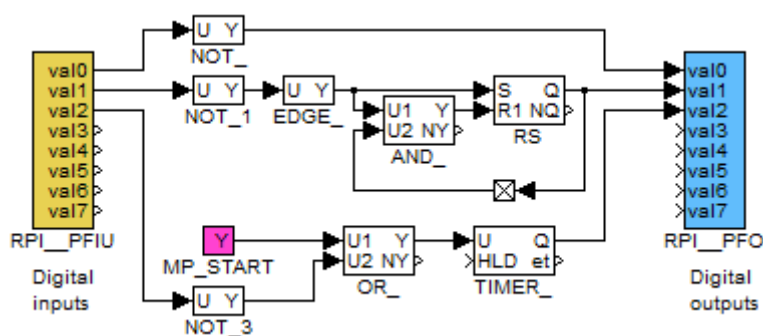 U Y
NOT_
val0
val1
val2
val3
val4
val5
val6
val7
RPI__PFIU
Digital
inputs
U Y
NOT_1
U Y
EDGE_
U1 Y
U2 NY
AND_
S Q
R1 NQ
RS
Y
MP_START
U Y
NOT_3
U1 Y
U2 NY
OR_
U Q
HLD et
TIMER_
val0
val1
val2
val3
val4
val5
val6
val7
RPI__PFO
Digital
outputs